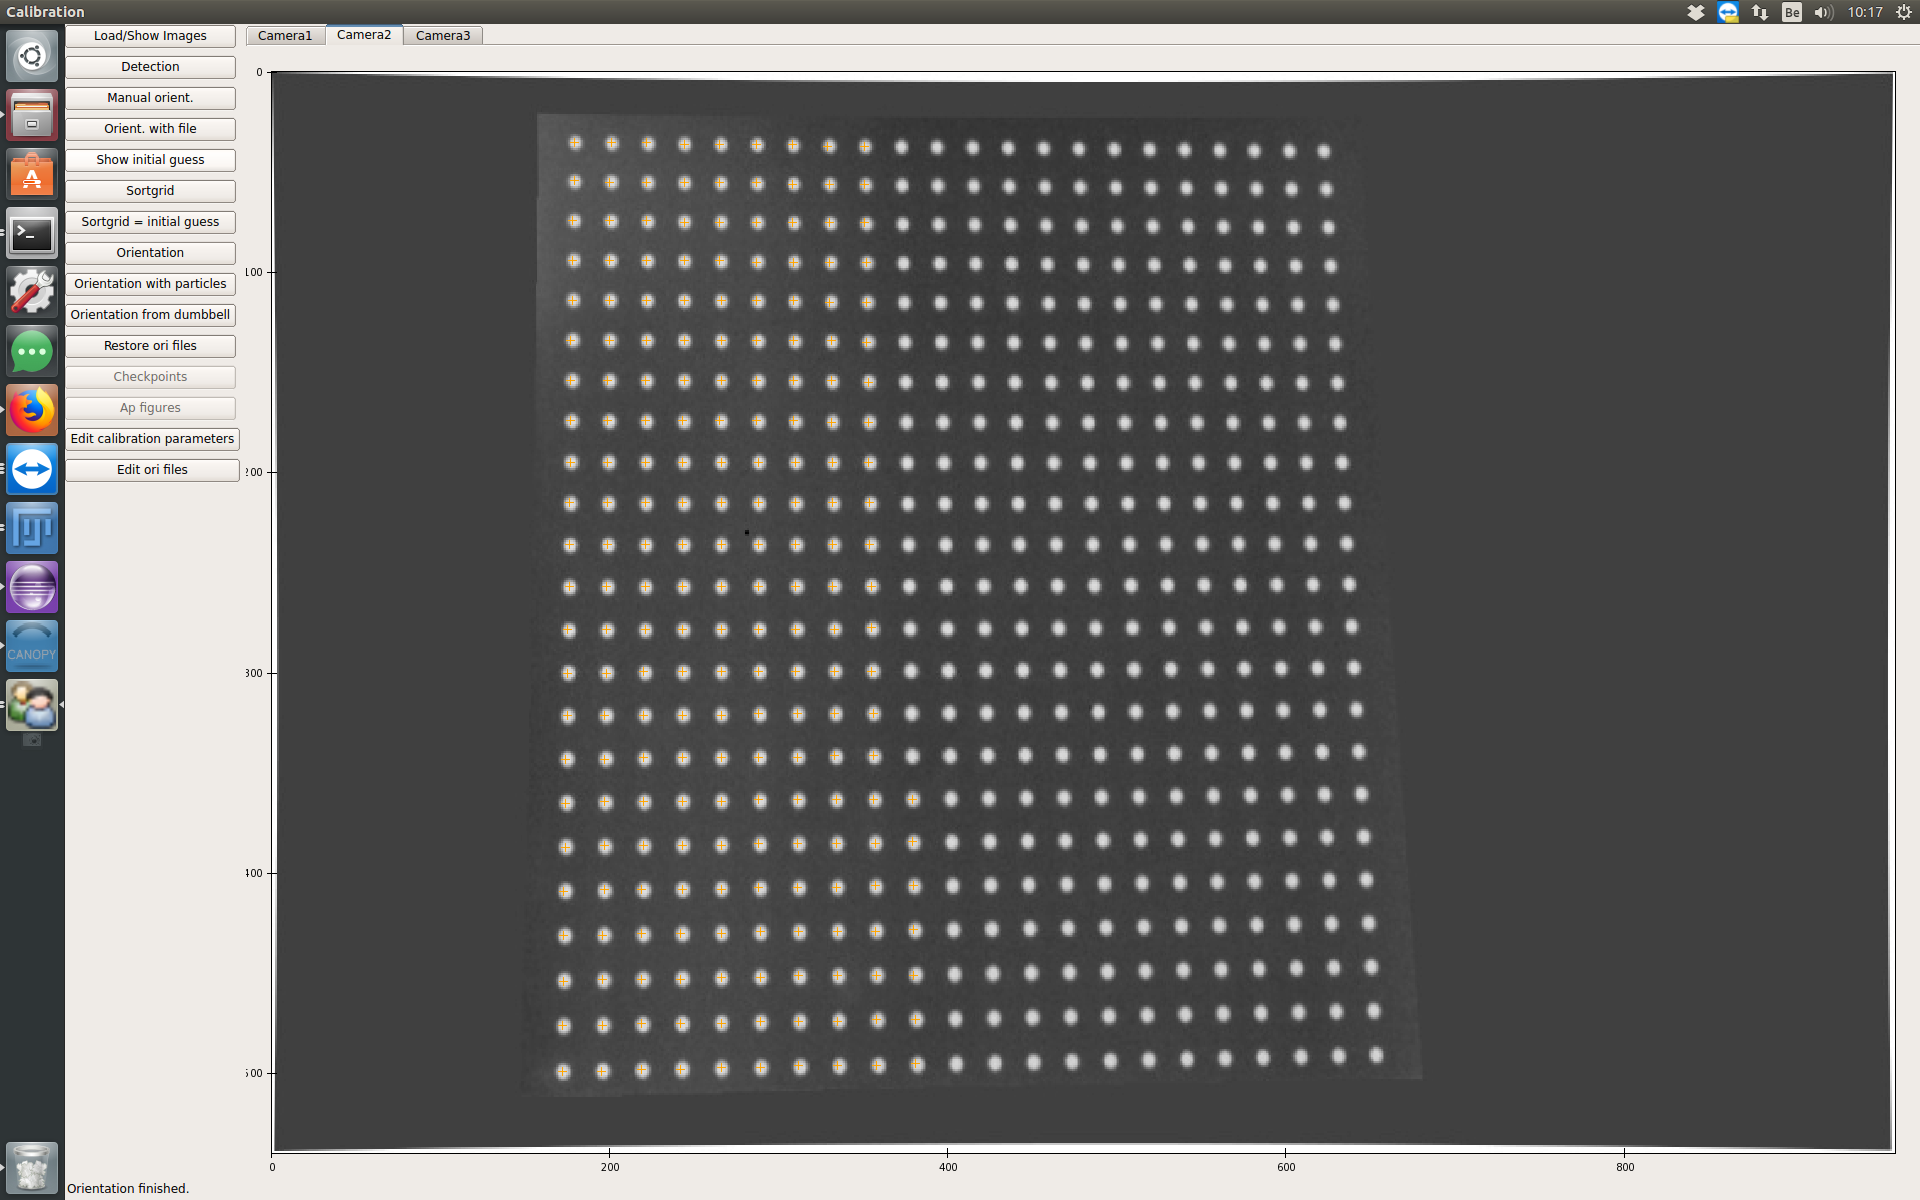 Calibration
Be
10:17
Load/Show Images
Detection
Manual orient.
Orient. with file
Show initial guess
Sortgrid
Sortgrid = initial guess
Orientation
Orientation with particles
Orientation from dumbbell
Restore ori files
Checkpoints
Ap figures
Edit calibration parameters
Edit ori files
Camera1 Camera2 Camera3
0
100
200
300
400
500
0 200 400 600 800
CANOPY
Orientation finished.